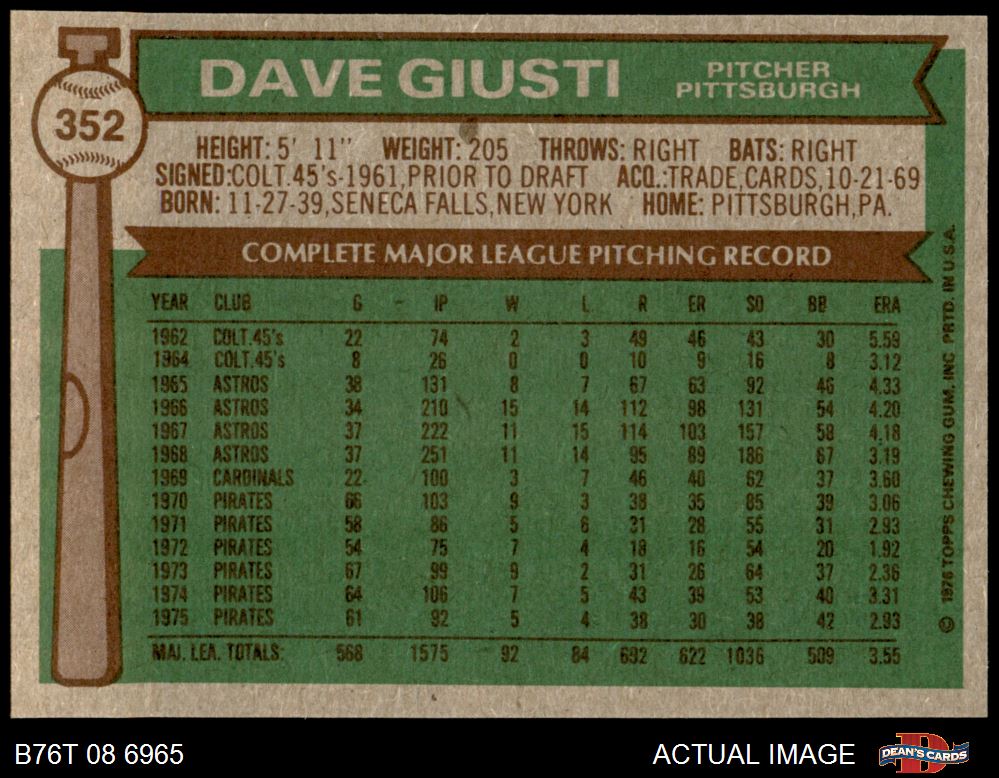 352
DAVE GIUSTI
PITCHER
PITTSBURGH
HEIGHT: 5' 11" WEIGHT: 205 THROWS: RIGHT BATS: RIGHT
SIGNED:COLT.45's-1961,PRIOR TO DRAFT ACQ.:TRADE,CARDS,10-21-69
BORN: 11-27-39,SENECA FALLS,NEW YORK HOME: PITTSBURGH,PA.
COMPLETE MAJOR LEAGUE PITCHING RECORD
YEAR CLUB G IP W L R ER SO BB ERA
1962 COLT.45's 22 74 2 3 49 46 43 30 5.59
1964 COLT.45's 8 26 0 0 10 9 16 8 3.12
1965 ASTROS 38 131 8 7 67 63 92 46 4.33
1966 ASTROS 34 210 15 14 112 98 131 54 4.20
1967 ASTROS 37 222 11 15 114 103 157 58 4.18
1968 ASTROS 37 251 11 14 95 89 186 67 3.19
1969 CARDINALS 22 100 3 7 46 40 62 37 3.60
1970 PIRATES 66 103 9 3 38 35 85 39 3.06
1971 PIRATES 58 86 5 6 31 28 55 31 2.93
1972 PIRATES 54 75 7 4 18 16 54 20 1.92
1973 PIRATES 67 99 9 2 31 26 64 37 2.36
1974 PIRATES 64 106 7 5 43 39 53 40 3.31
1975 PIRATES 61 92 5 4 38 30 38 42 2.93
MAJ. LEA. TOTALS: 568 1575 92 84 692 622 1036 509 3.55
© 1976 TOPPS CHEWING GUM, INC PRTD. IN U.S.A.
B76T 08 6965
ACTUAL IMAGE
DEAN'S CARDS